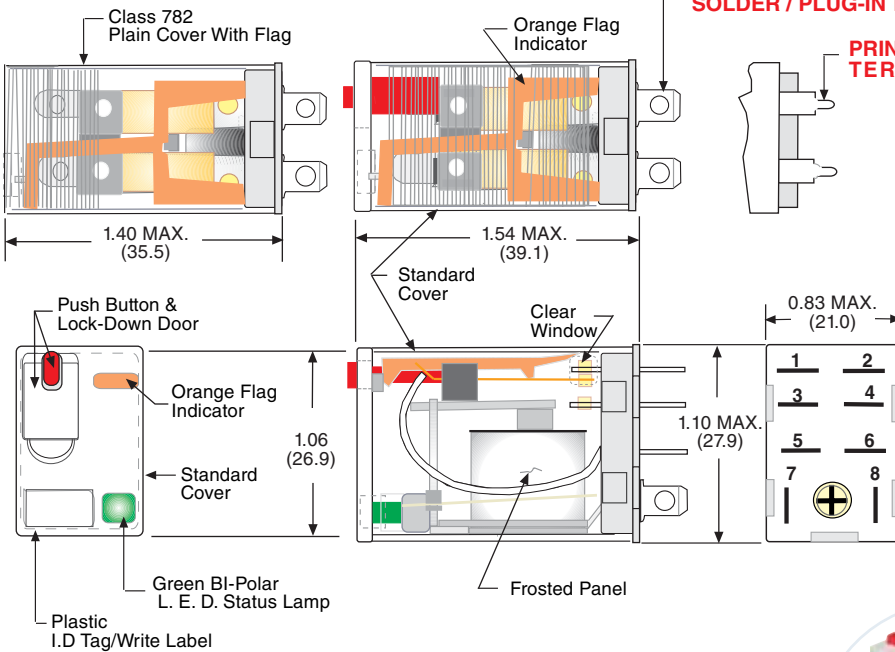 Class 782
Plain Cover With Flag
Orange Flag
Indicator
SOLDER / PLUG-IN
PRIN
TER
1.40 MAX.
(35.5)
1.54 MAX.
(39.1)
Standard
Cover
Push Button &
Lock-Down Door
Clear
Window
0.83 MAX.
(21.0)
Orange Flag
Indicator
1.06
(26.9)
1.10 MAX.
(27.9)
1 2
3 4
5 6
7 8
Standard
Cover
Green BI-Polar
L. E. D. Status Lamp
Frosted Panel
Plastic
I.D Tag/Write Label